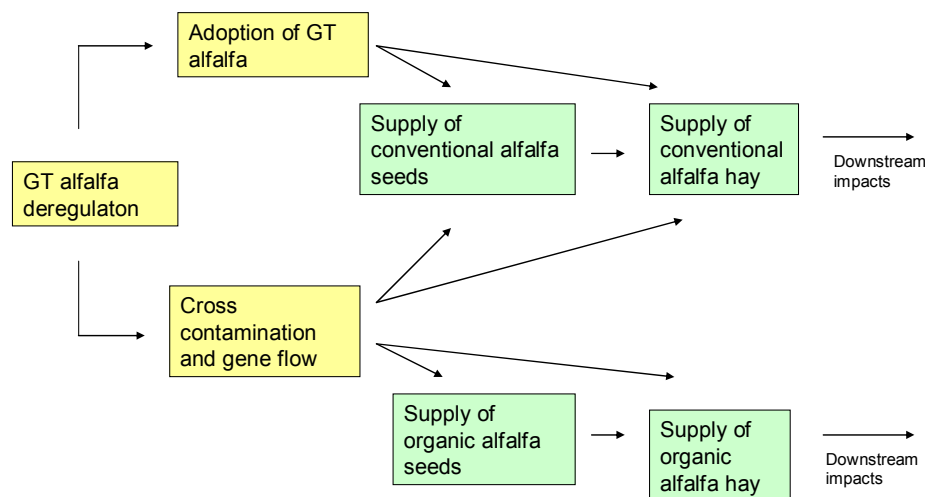 Adoption of GT
alfalfa
Supply of
conventional alfalfa
seeds
Supply of
conventional
alfalfa hay
Downstream
impacts
GT alfalfa
deregulaton
Cross
contamination
and gene flow
Supply of
organic alfalfa
seeds
Supply of
organic
alfalfa hay
Downstream
impacts